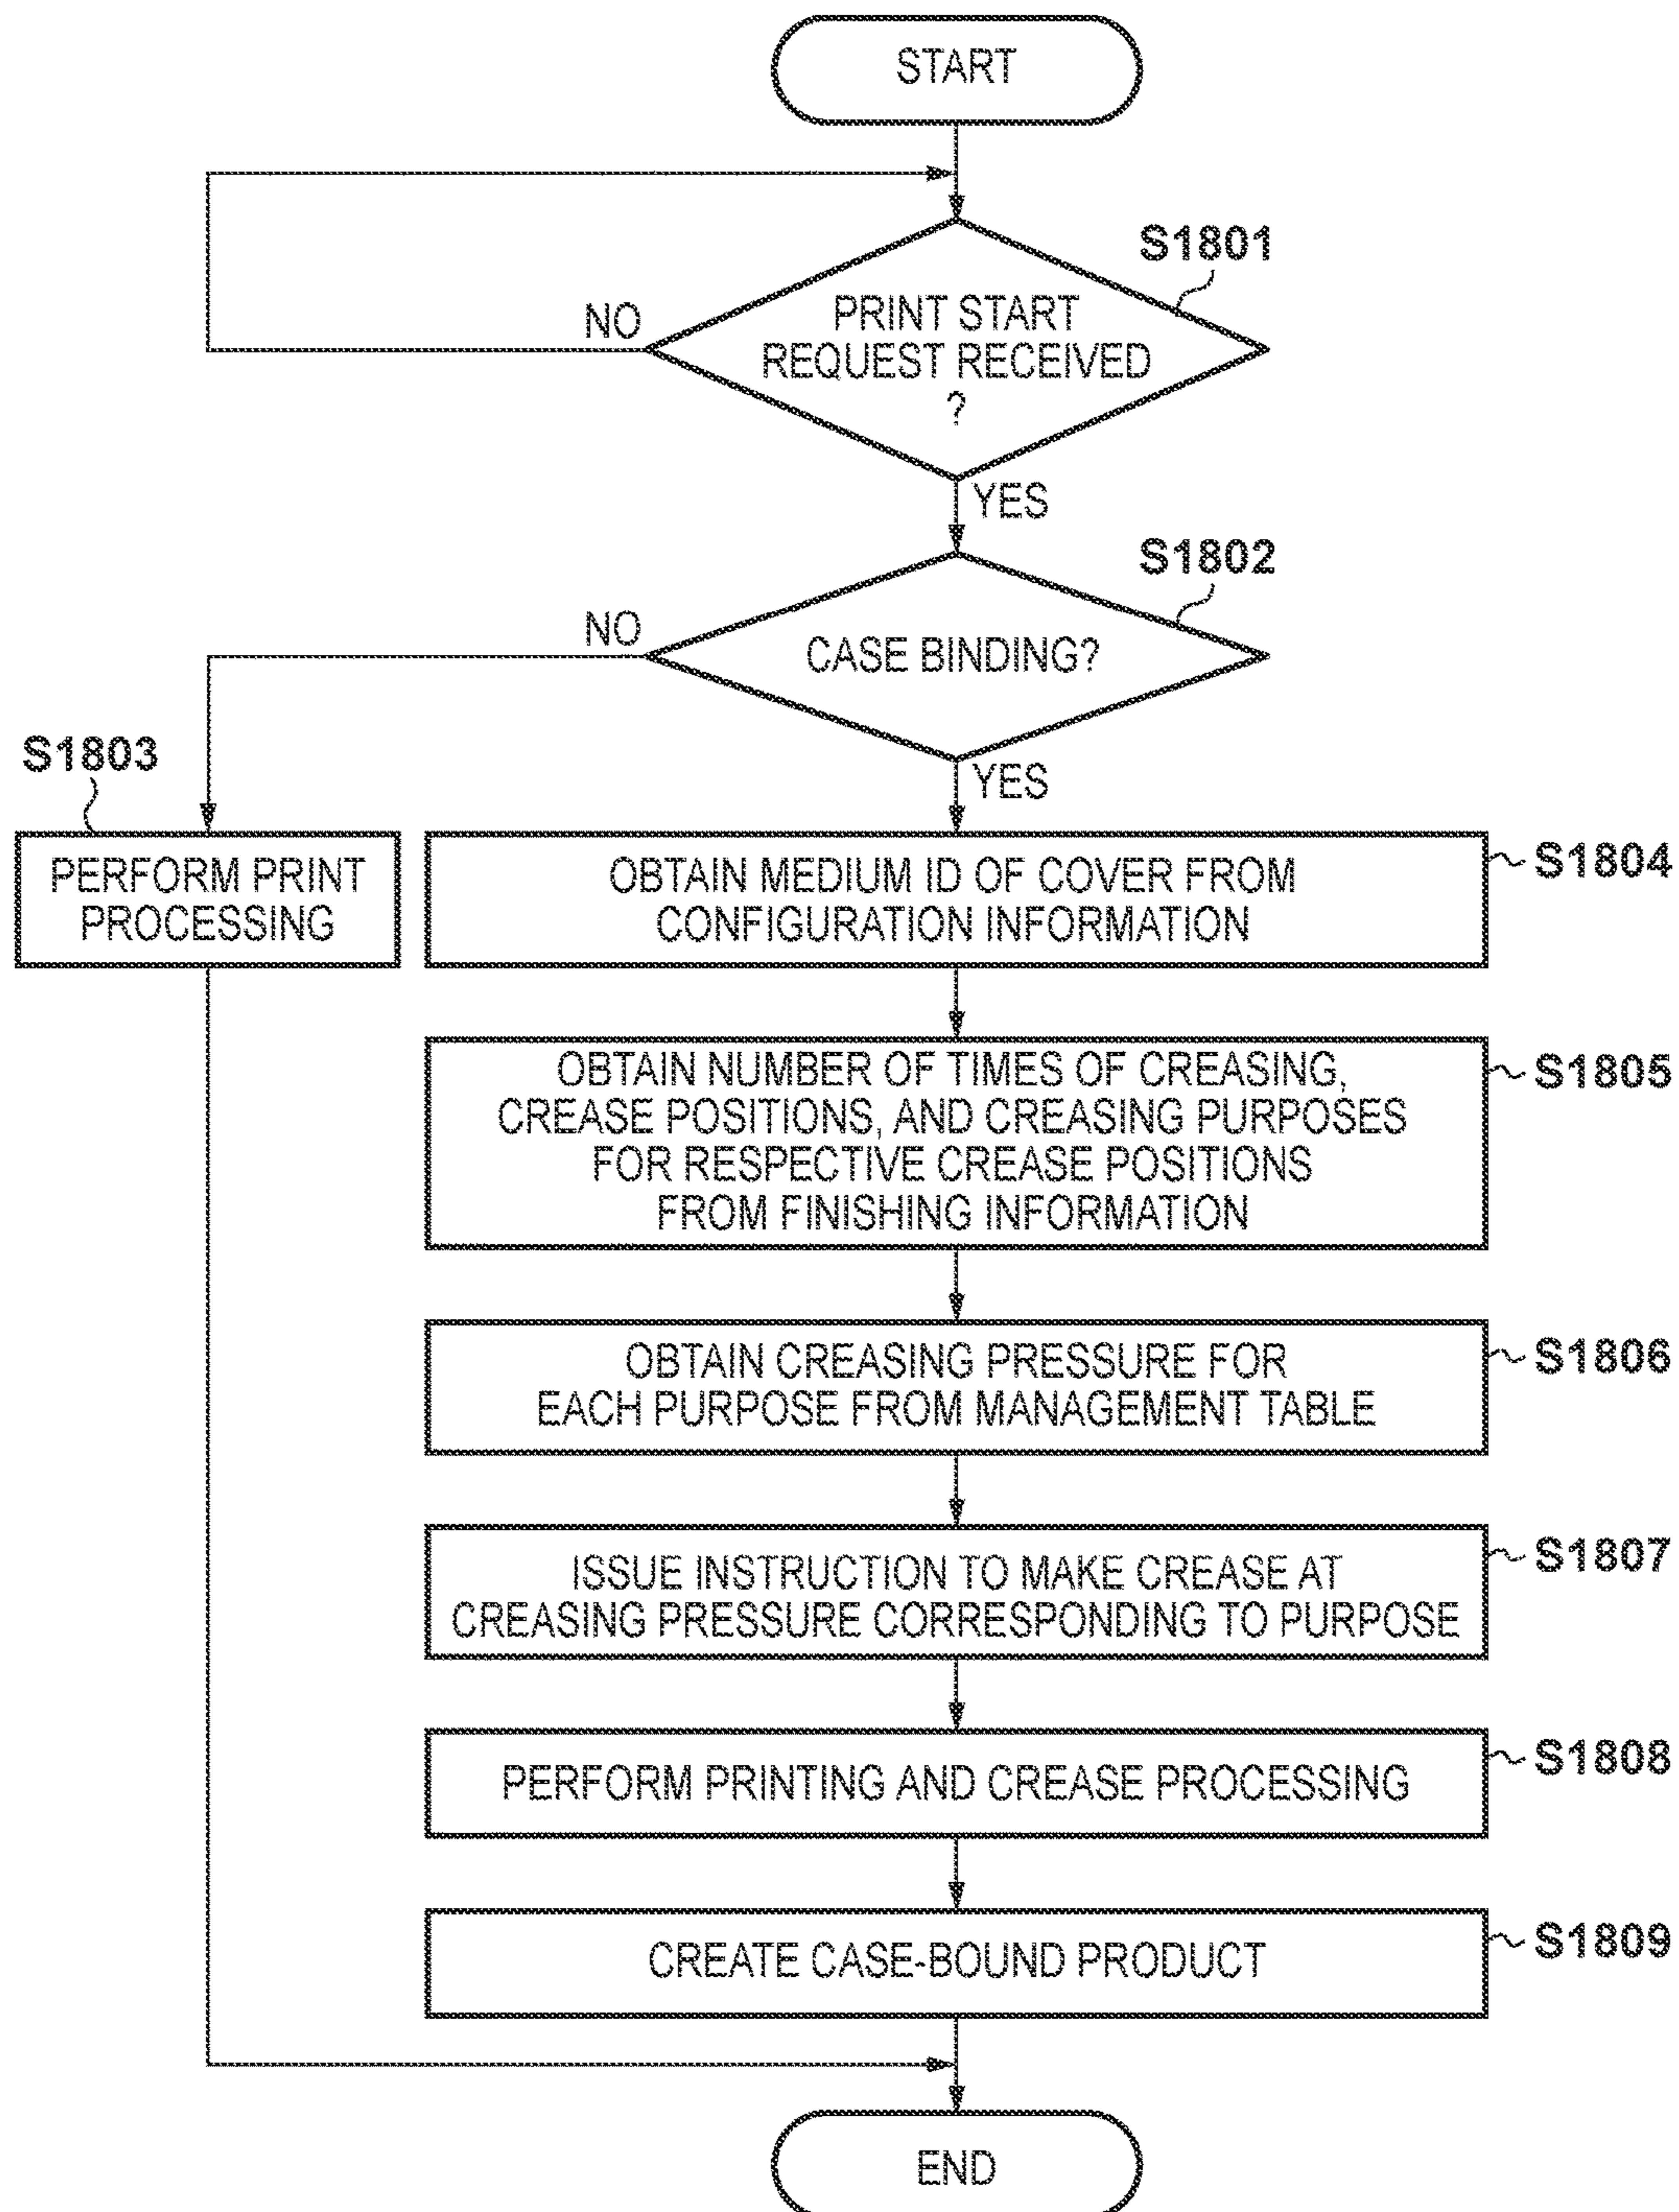 START
S1801
PRINT START
REQUEST RECEIVED
?
NO
YES
S1802
CASE BINDING?
NO
YES
S1803
PERFORM PRINT
PROCESSING
OBTAIN MEDIUM ID OF COVER FROM
CONFIGURATION INFORMATION
S1804
OBTAIN NUMBER OF TIMES OF CREASING,
CREASE POSITIONS, AND CREASING PURPOSES
FOR RESPECTIVE CREASE POSITIONS
FROM FINISHING INFORMATION
S1805
OBTAIN CREASING PRESSURE FOR
EACH PURPOSE FROM MANAGEMENT TABLE
S1806
ISSUE INSTRUCTION TO MAKE CREASE AT
CREASING PRESSURE CORRESPONDING TO PURPOSE
S1807
PERFORM PRINTING AND CREASE PROCESSING
S1808
CREATE CASE-BOUND PRODUCT
S1809
END